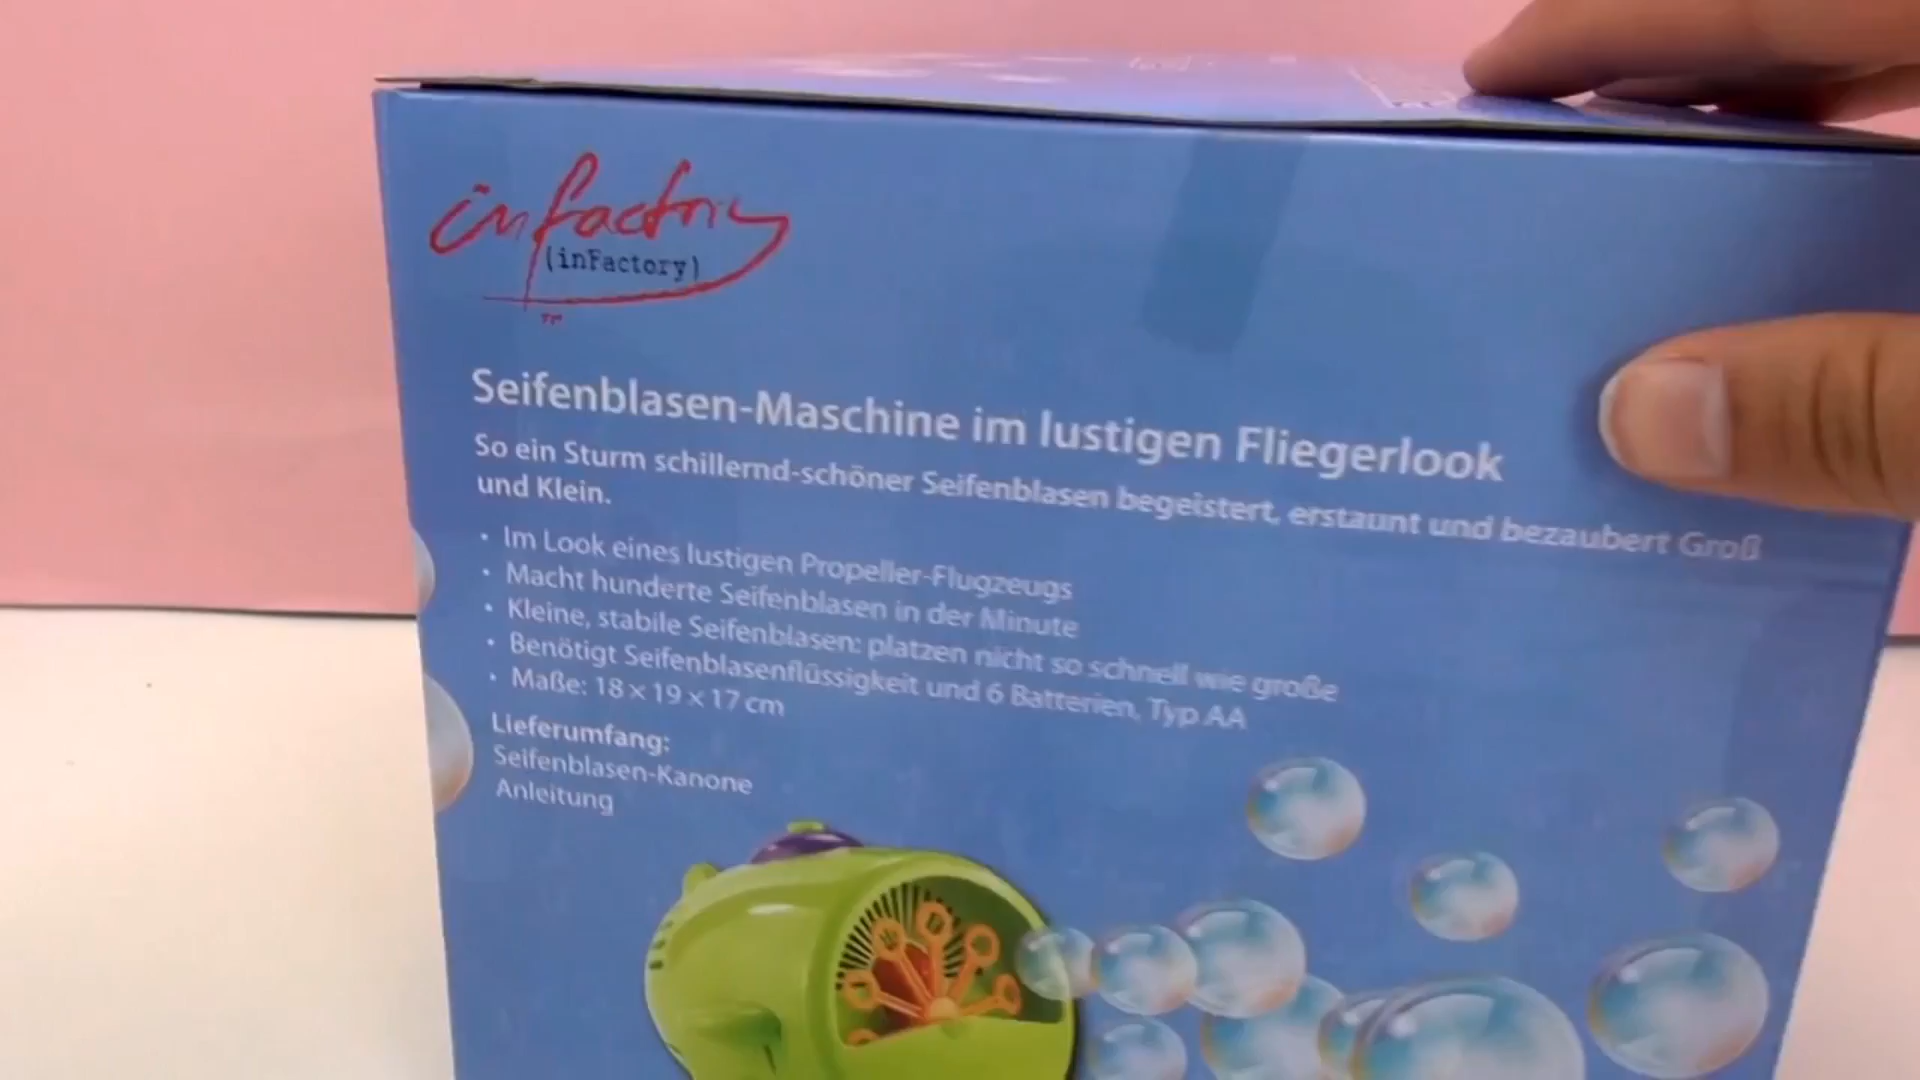 infactory
(inFactory)
TM
Seifenblasen-Maschine im lustigen Fliegerlook
So ein Sturm schillernd-schöner Seifenblasen begeistert, erstaunt und bezaubert Groß
und Klein.
• Im Look eines lustigen Propeller-Flugzeugs
• Macht hunderte Seifenblasen in der Minute
• Kleine, stabile Seifenblasen: platzen nicht so schnell wie große
• Benötigt Seifenblasenflüssigkeit und 6 Batterien, Typ AA
• Maße: 18 x 19 x 17 cm
Lieferumfang:
Seifenblasen-Kanone
Anleitung